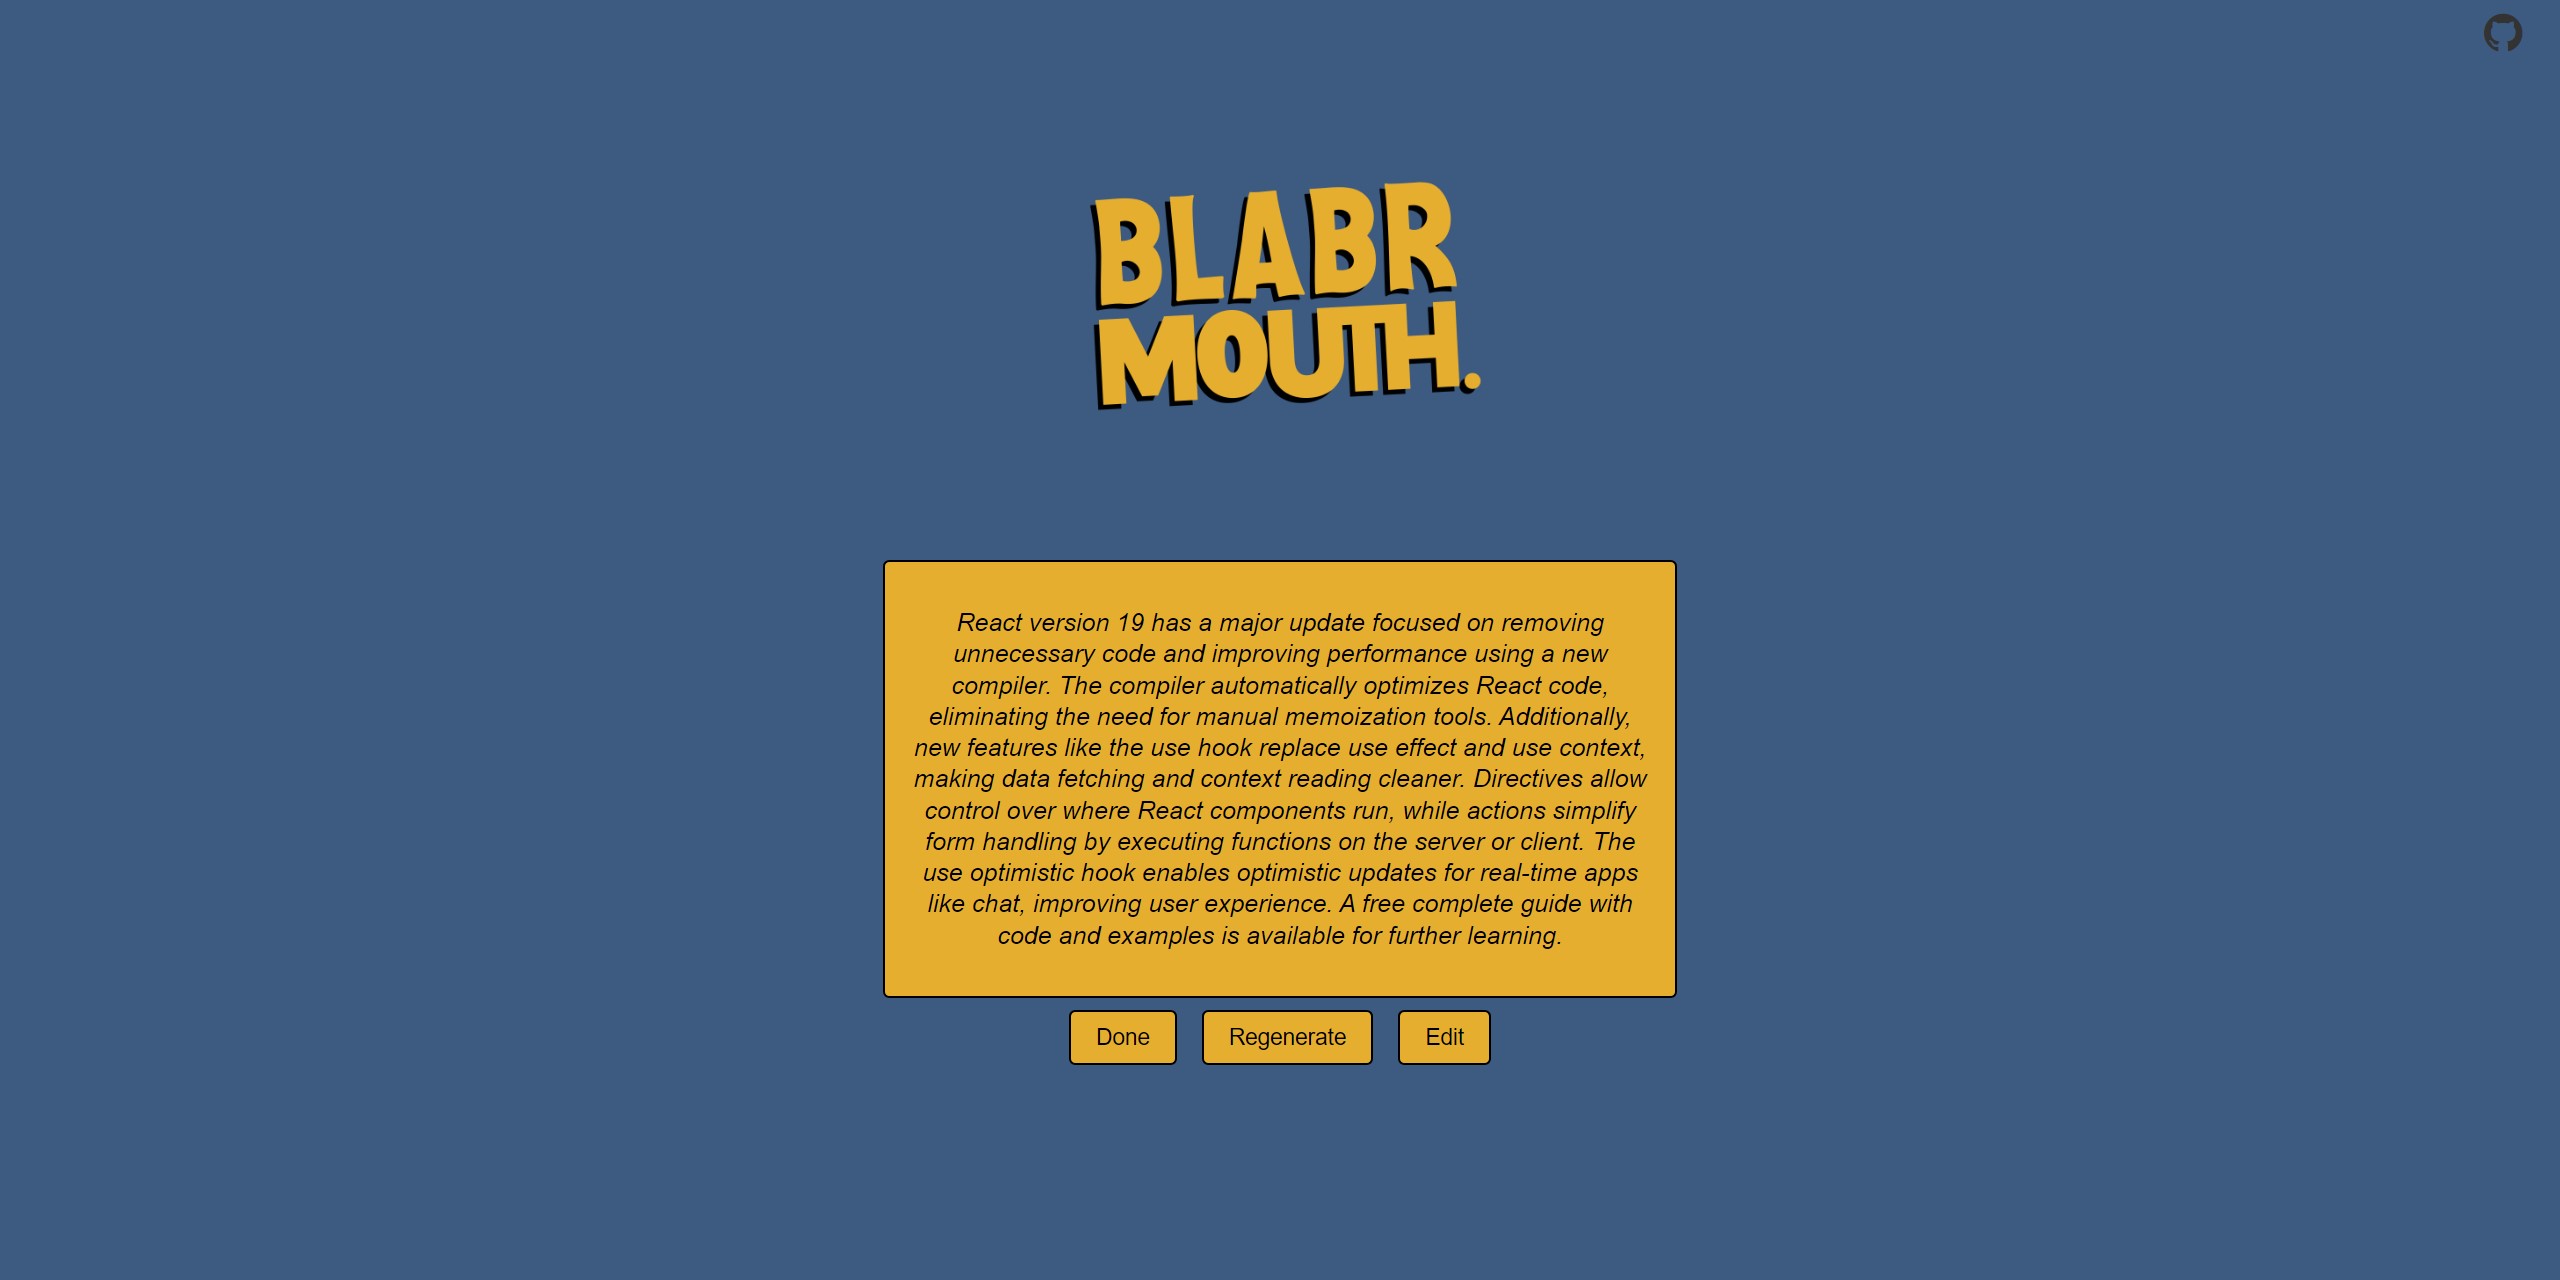 BLABR
MOUTH.
React version 19 has a major update focused on removing
unnecessary code and improving performance using a new
compiler. The compiler automatically optimizes React code,
eliminating the need for manual memoization tools. Additionally,
new features like the use hook replace use effect and use context,
making data fetching and context reading cleaner. Directives allow
control over where React components run, while actions simplify
form handling by executing functions on the server or client. The
use optimistic hook enables optimistic updates for real-time apps
like chat, improving user experience. A free complete guide with
code and examples is available for further learning.
Done
Regenerate
Edit